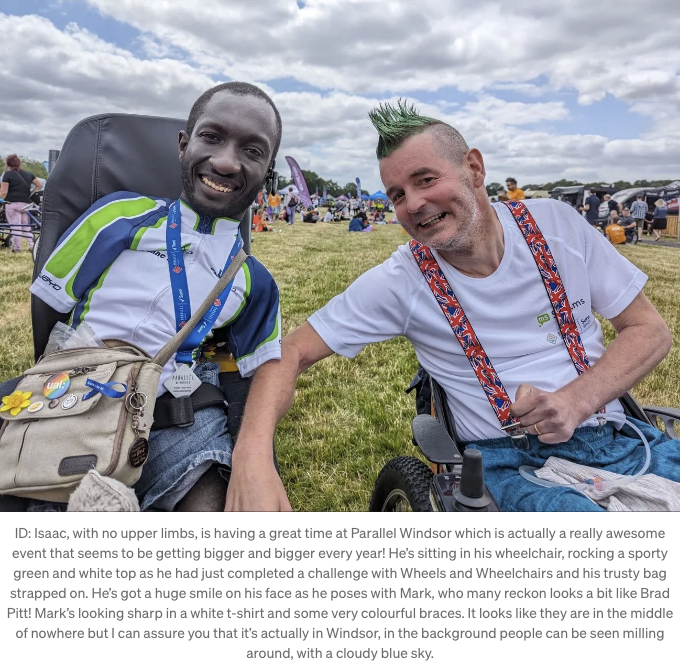 PARALLEL
ual:
ms
ID: Isaac, with no upper limbs, is having a great time at Parallel Windsor which is actually a really awesome
event that seems to be getting bigger and bigger every year! He's sitting in his wheelchair, rocking a sporty
green and white top as he had just completed a challenge with Wheels and Wheelchairs and his trusty bag
strapped on. He's got a huge smile on his face as he poses with Mark, who many reckon looks a bit like Brad
Pitt! Mark's looking sharp in a white t-shirt and some very colourful braces. It looks like they are in the middle
of nowhere but I can assure you that it's actually in Windsor, in the background people can be seen milling
around, with a cloudy blue sky.